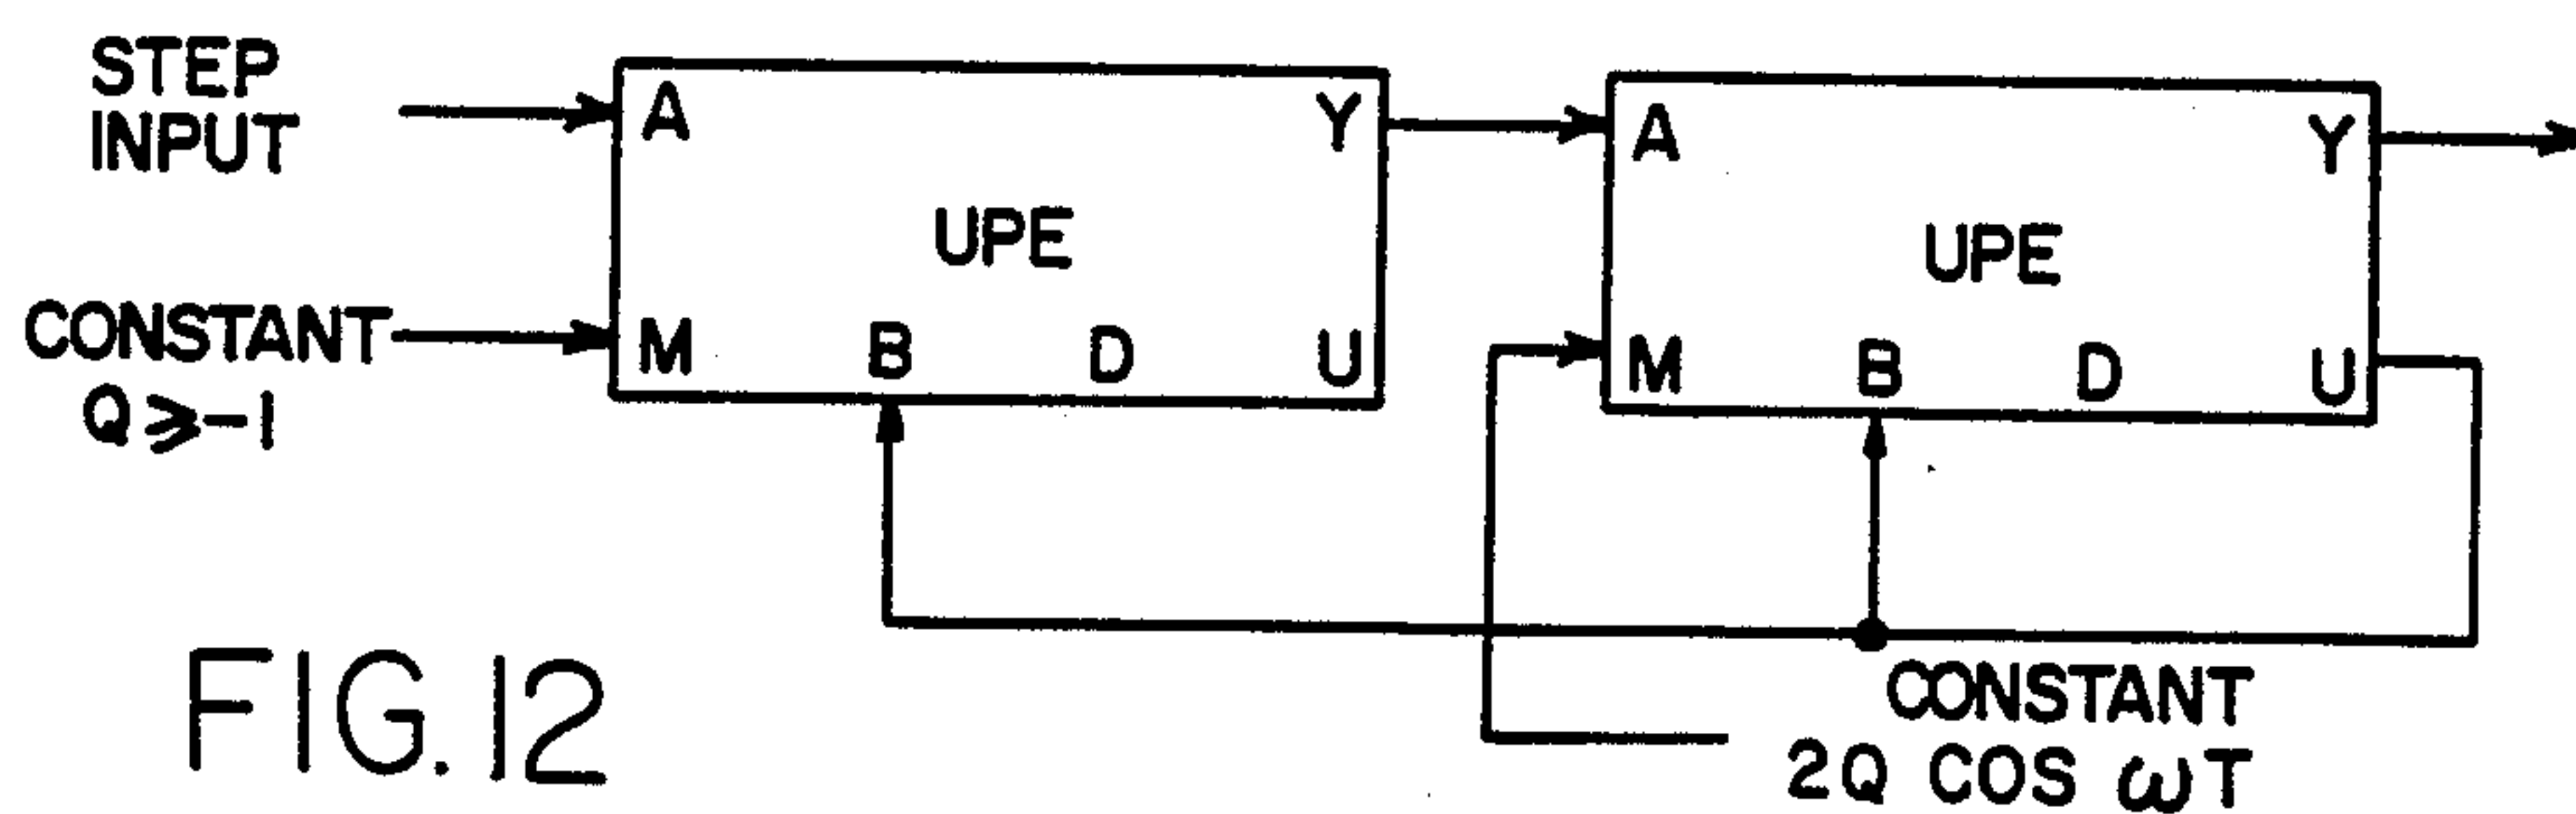 STEP
INPUT
A
Y
UPE
CONSTANT
Q ⩾ -1
M
B
D
U
A
Y
UPE
M
B
D
U
CONSTANT
2Q COS ωT
FIG. 12